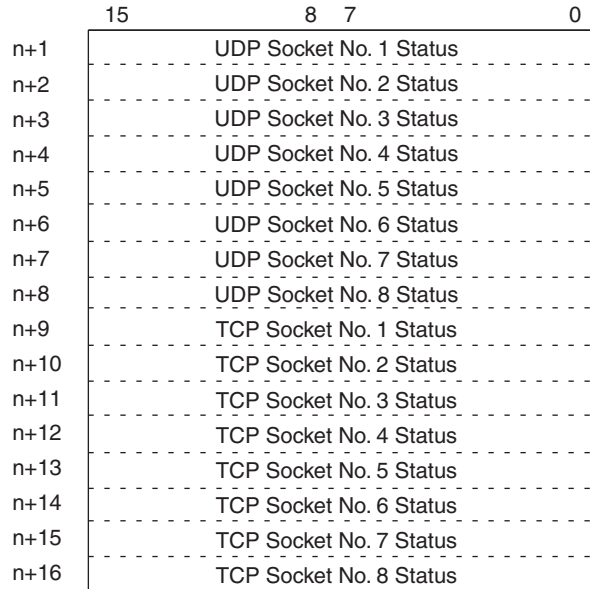 15 8 7 0
n+1 UDP Socket No. 1 Status
n+2 UDP Socket No. 2 Status
n+3 UDP Socket No. 3 Status
n+4 UDP Socket No. 4 Status
n+5 UDP Socket No. 5 Status
n+6 UDP Socket No. 6 Status
n+7 UDP Socket No. 7 Status
n+8 UDP Socket No. 8 Status
n+9 TCP Socket No. 1 Status
n+10 TCP Socket No. 2 Status
n+11 TCP Socket No. 3 Status
n+12 TCP Socket No. 4 Status
n+13 TCP Socket No. 5 Status
n+14 TCP Socket No. 6 Status
n+15 TCP Socket No. 7 Status
n+16 TCP Socket No. 8 Status